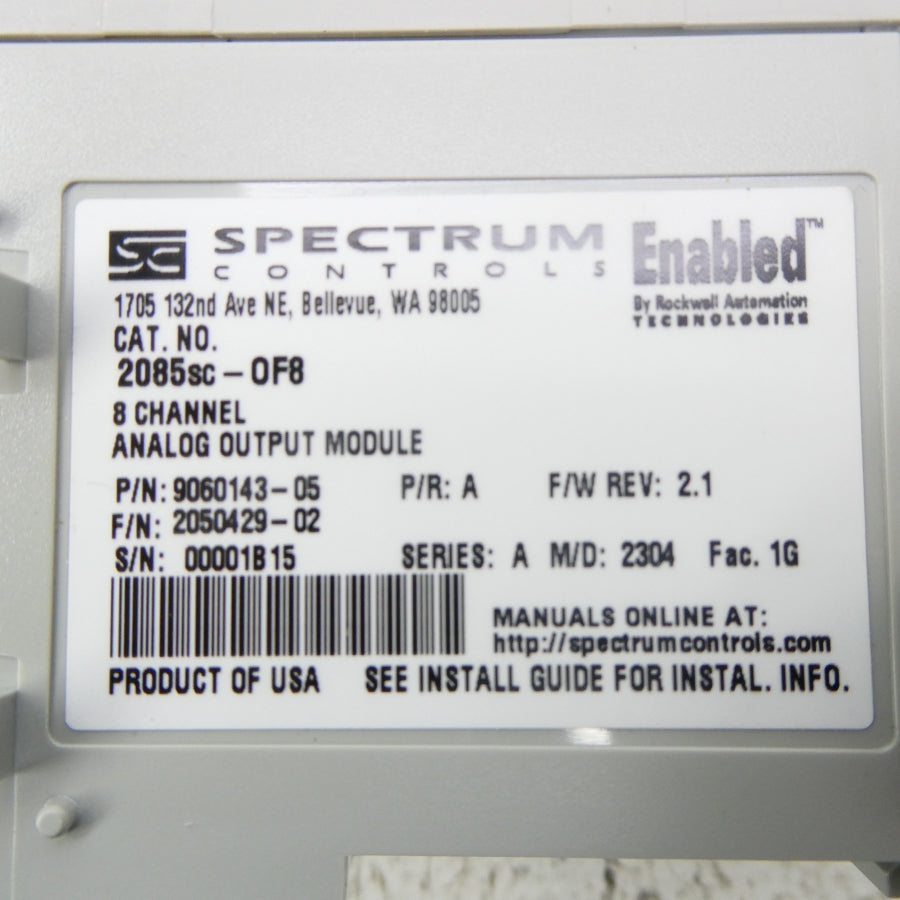 SC SPECTRUM
CONTROLS
Enabled™
By Rockwell Automation
TECHNOLOGIES
1705 132nd Ave NE, Bellevue, WA 98005
CAT. NO.
2085sc-OF8
8 CHANNEL
ANALOG OUTPUT MODULE
P/N: 9060143-05 P/R: A F/W REV: 2.1
F/N: 2050429-02
S/N: 00001B15 SERIES: A M/D: 2304 Fac. 1G
MANUALS ONLINE AT:
http://spectrumcontrols.com
PRODUCT OF USA SEE INSTALL GUIDE FOR INSTAL. INFO.